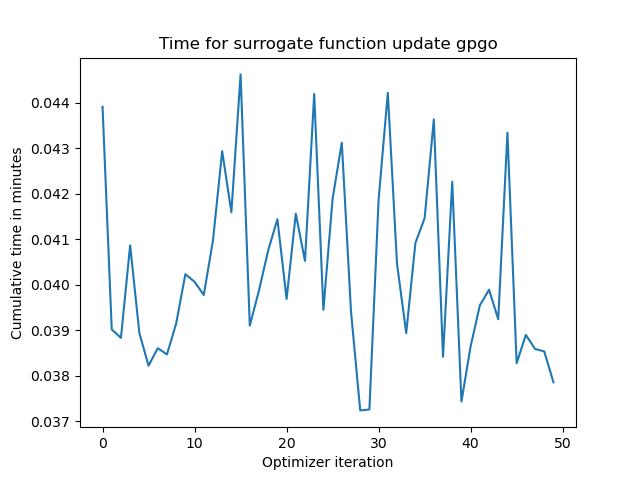 Time for surrogate function update gpgo
Cumulative time in minutes
0.044
0.043
0.042
0.041
0.040
0.039
0.038
0.037
0 10 20 30 40 50
Optimizer iteration